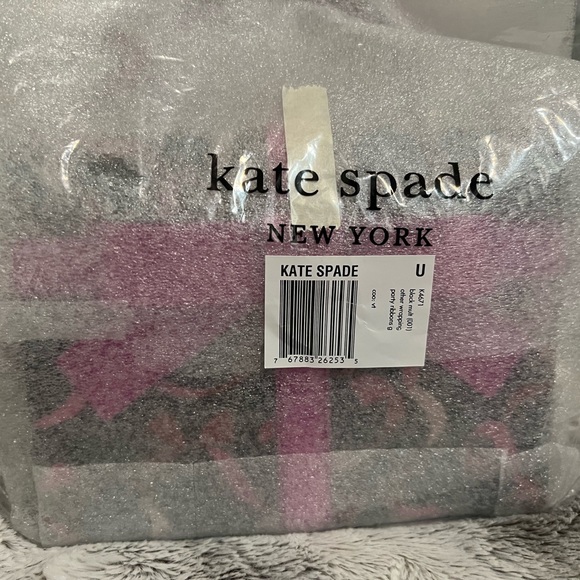 kate spade
NEW YORK
KATE SPADE
U
7 67883 26253 5
K4671
black mult (001)
other wrapping
party ribbons g
coo: vt